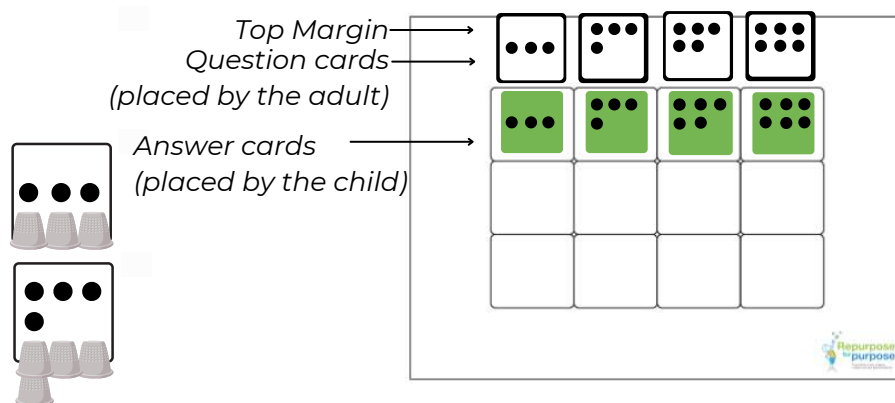 Top Margin
Question cards
(placed by the adult)
Answer cards
(placed by the child)
Repurpose
for purpose